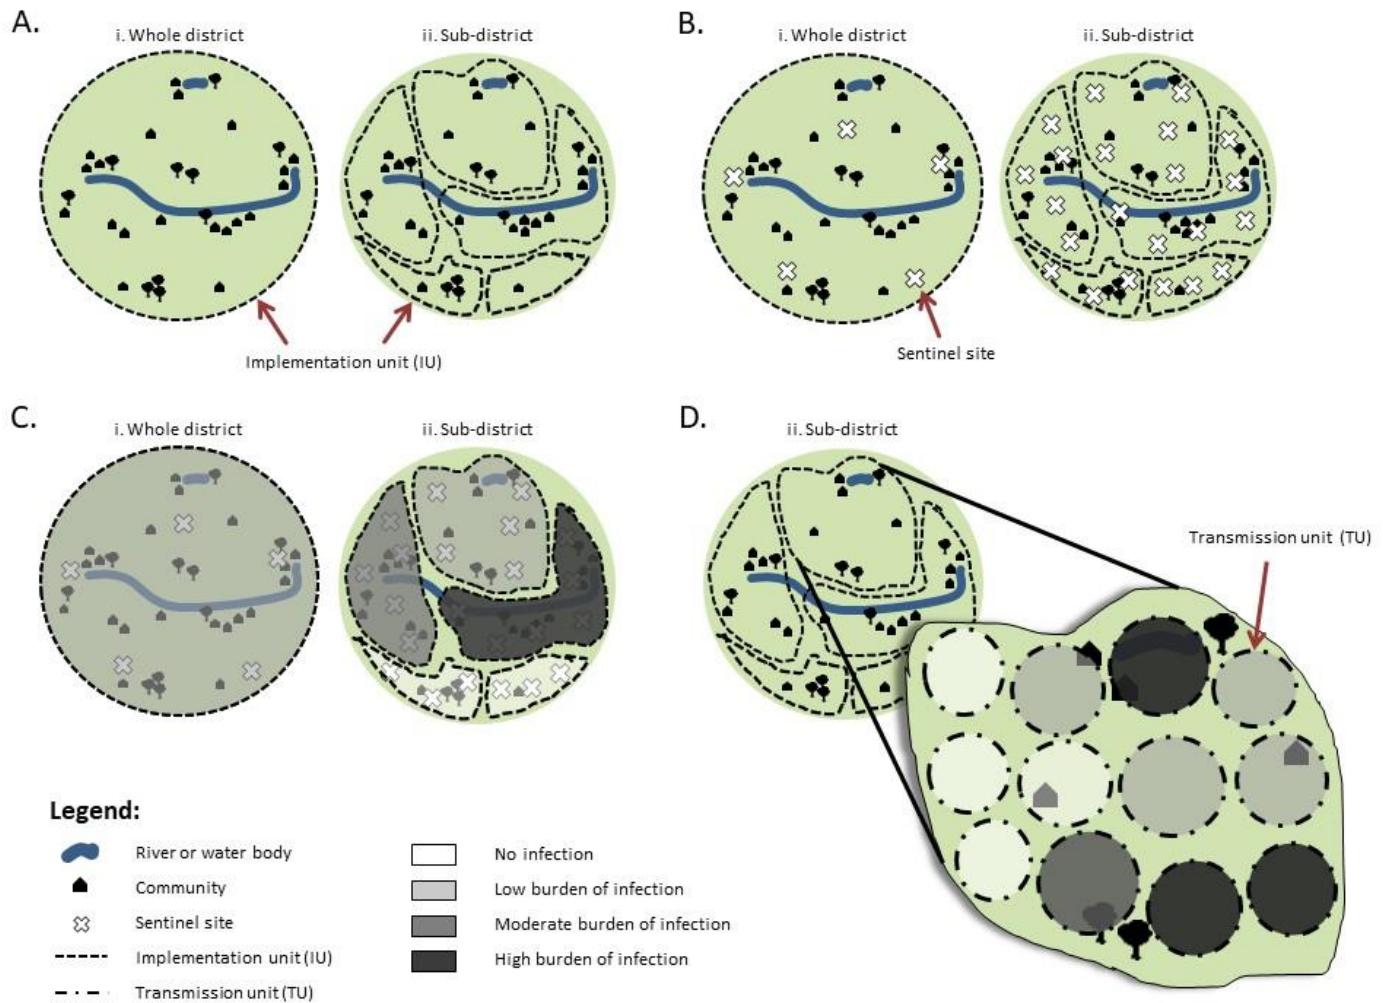 A.
i. Whole district
ii. Sub-district
Implementation unit (IU)
B.
i. Whole district
ii. Sub-district
Sentinel site
C.
i. Whole district
ii. Sub-district
D.
ii. Sub-district
Transmission unit (TU)
Legend:
River or water body
Community
Sentinel site
Implementation unit (IU)
Transmission unit (TU)
No infection
Low burden of infection
Moderate burden of infection
High burden of infection